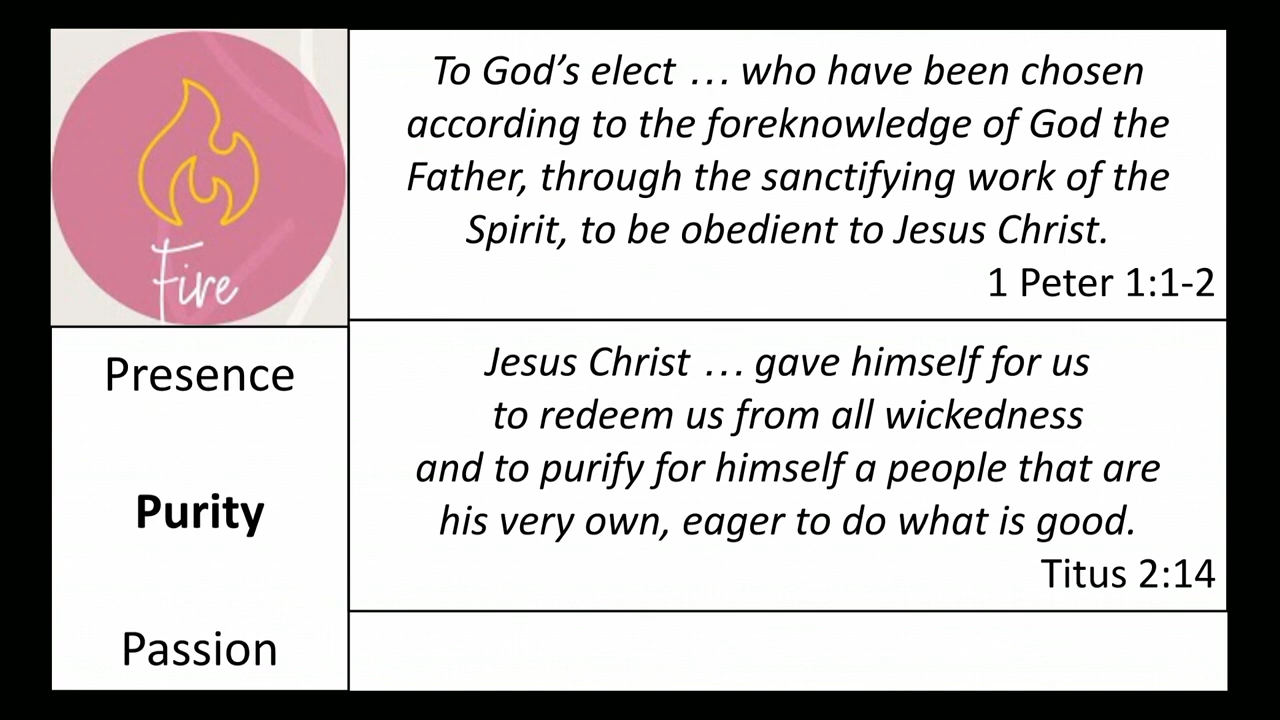 Fire
Presence
Purity
Passion
To God’s elect … who have been chosen
according to the foreknowledge of God the
Father, through the sanctifying work of the
Spirit, to be obedient to Jesus Christ.
1 Peter 1:1-2
Jesus Christ … gave himself for us
to redeem us from all wickedness
and to purify for himself a people that are
his very own, eager to do what is good.
Titus 2:14